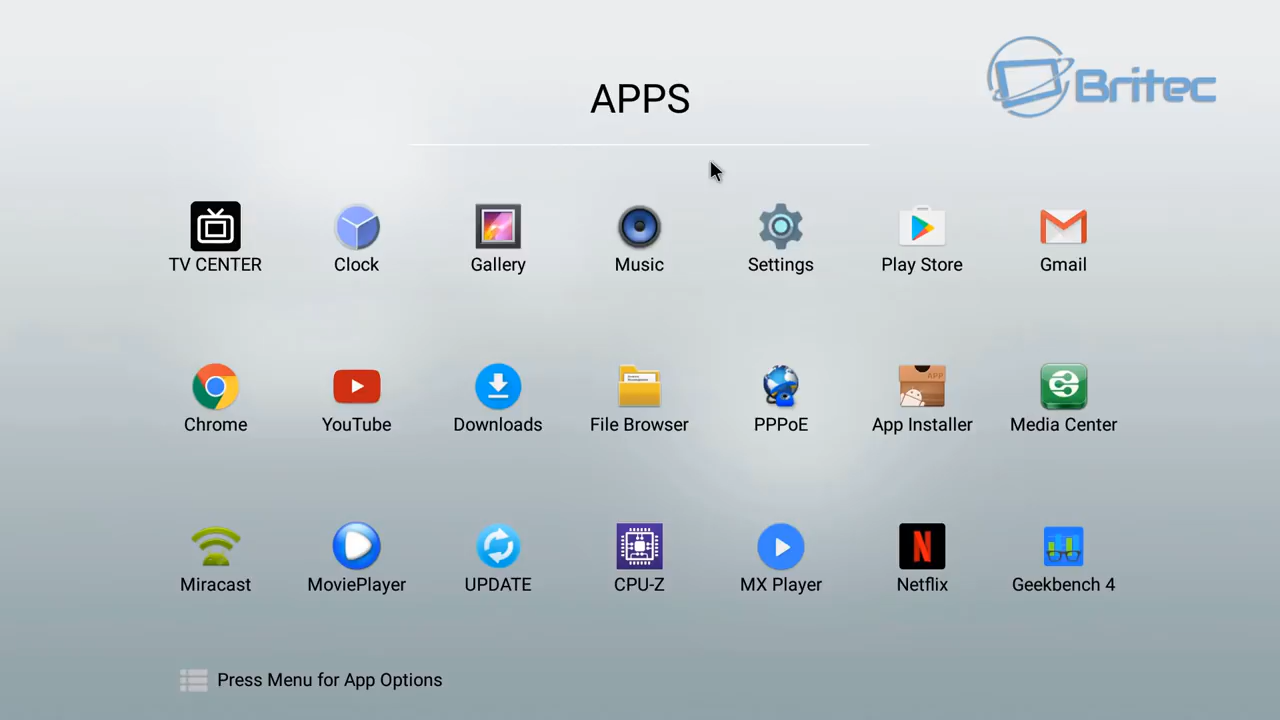 Britec
APPS
TV CENTER
Clock
Gallery
Music
Settings
Play Store
Gmail
Chrome
YouTube
Downloads
File Browser
PPPoE
App Installer
Media Center
Miracast
MoviePlayer
UPDATE
CPU-Z
MX Player
Netflix
Geekbench 4
Press Menu for App Options